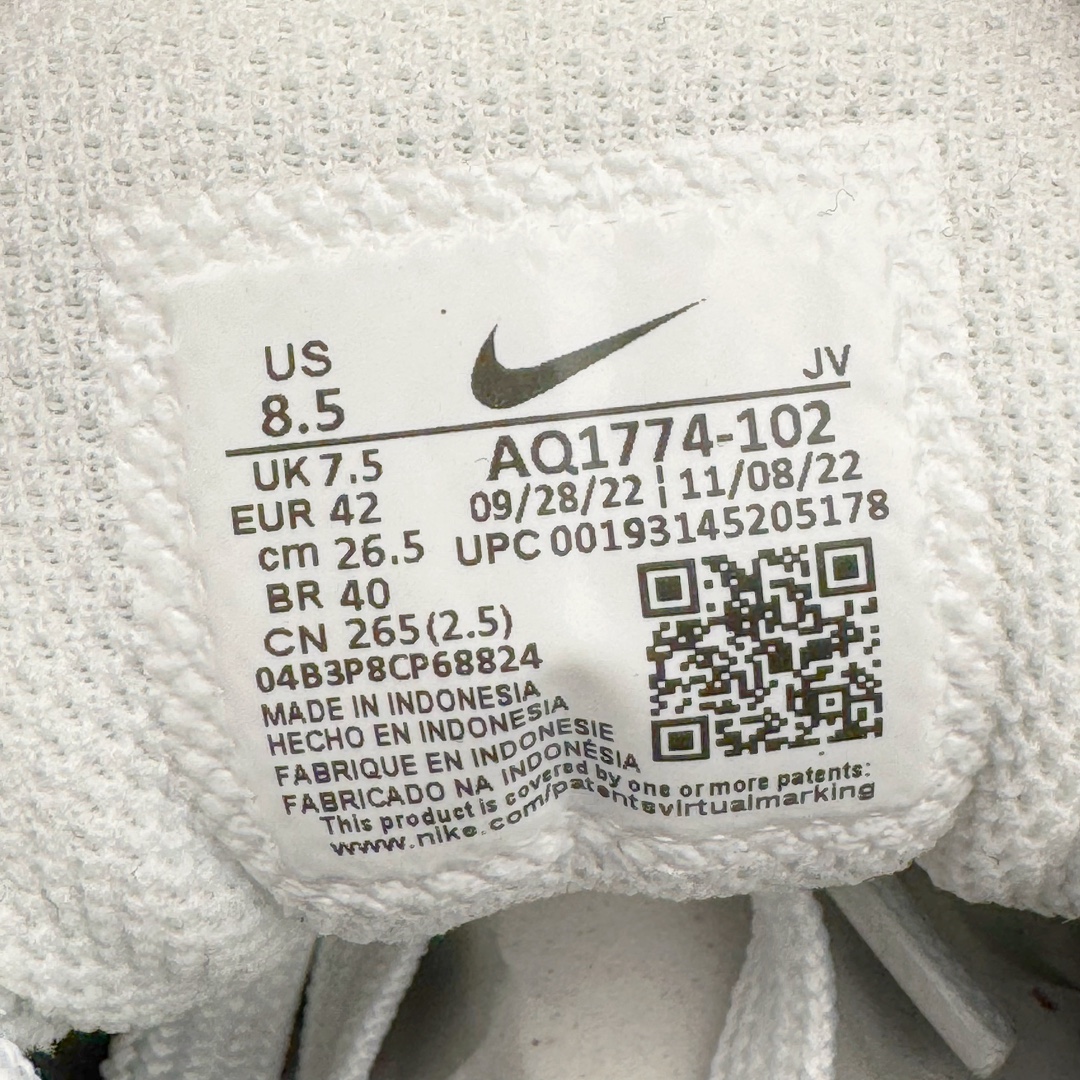 US
8.5
JV
UK 7.5
EUR 42
cm 26.5
BR 40
CN 265(2.5)
AQ1774-102
09/28/22 | 11/08/22
UPC 00193145205178
04B3P8CP68824
MADE IN INDONESIA
HECHO EN INDONESIA
FABRIQUE EN INDONESIE
FABRICADO NA INDONÉSIA
This product is covered by one or more patents:
www.nike.com/patentsvirtualmarking